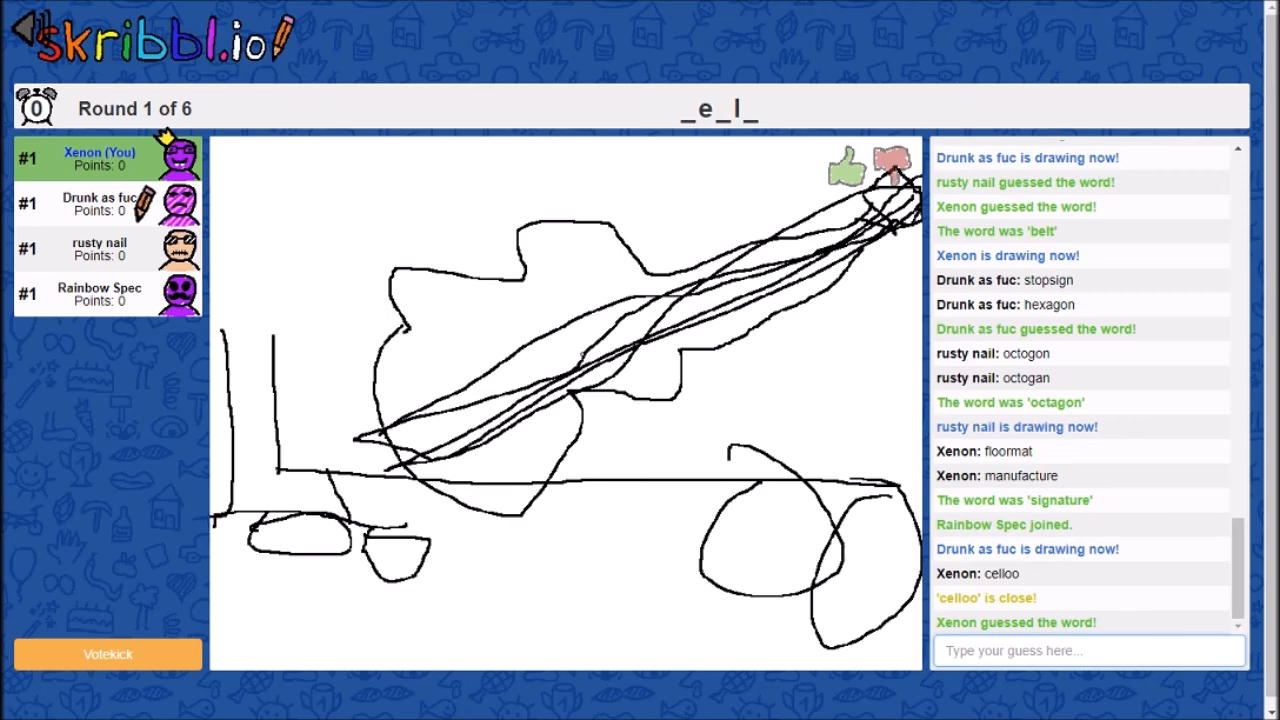 skribbl.io
0
Round 1 of 6
_e_l_
#1
Xenon (You)
Points: 0
#1
Drunk as fuc
Points: 0
#1
rusty nail
Points: 0
#1
Rainbow Spec
Points: 0
Votekick
Drunk as fuc is drawing now!
rusty nail guessed the word!
Xenon guessed the word!
The word was 'belt'
Xenon is drawing now!
Drunk as fuc: stopsign
Drunk as fuc: hexagon
Drunk as fuc guessed the word!
rusty nail: octogon
rusty nail: octogan
The word was 'octagon'
rusty nail is drawing now!
Xenon: floormat
Xenon: manufacture
The word was 'signature'
Rainbow Spec joined.
Drunk as fuc is drawing now!
Xenon: celloo
'celloo' is close!
Xenon guessed the word!
Type your guess here...